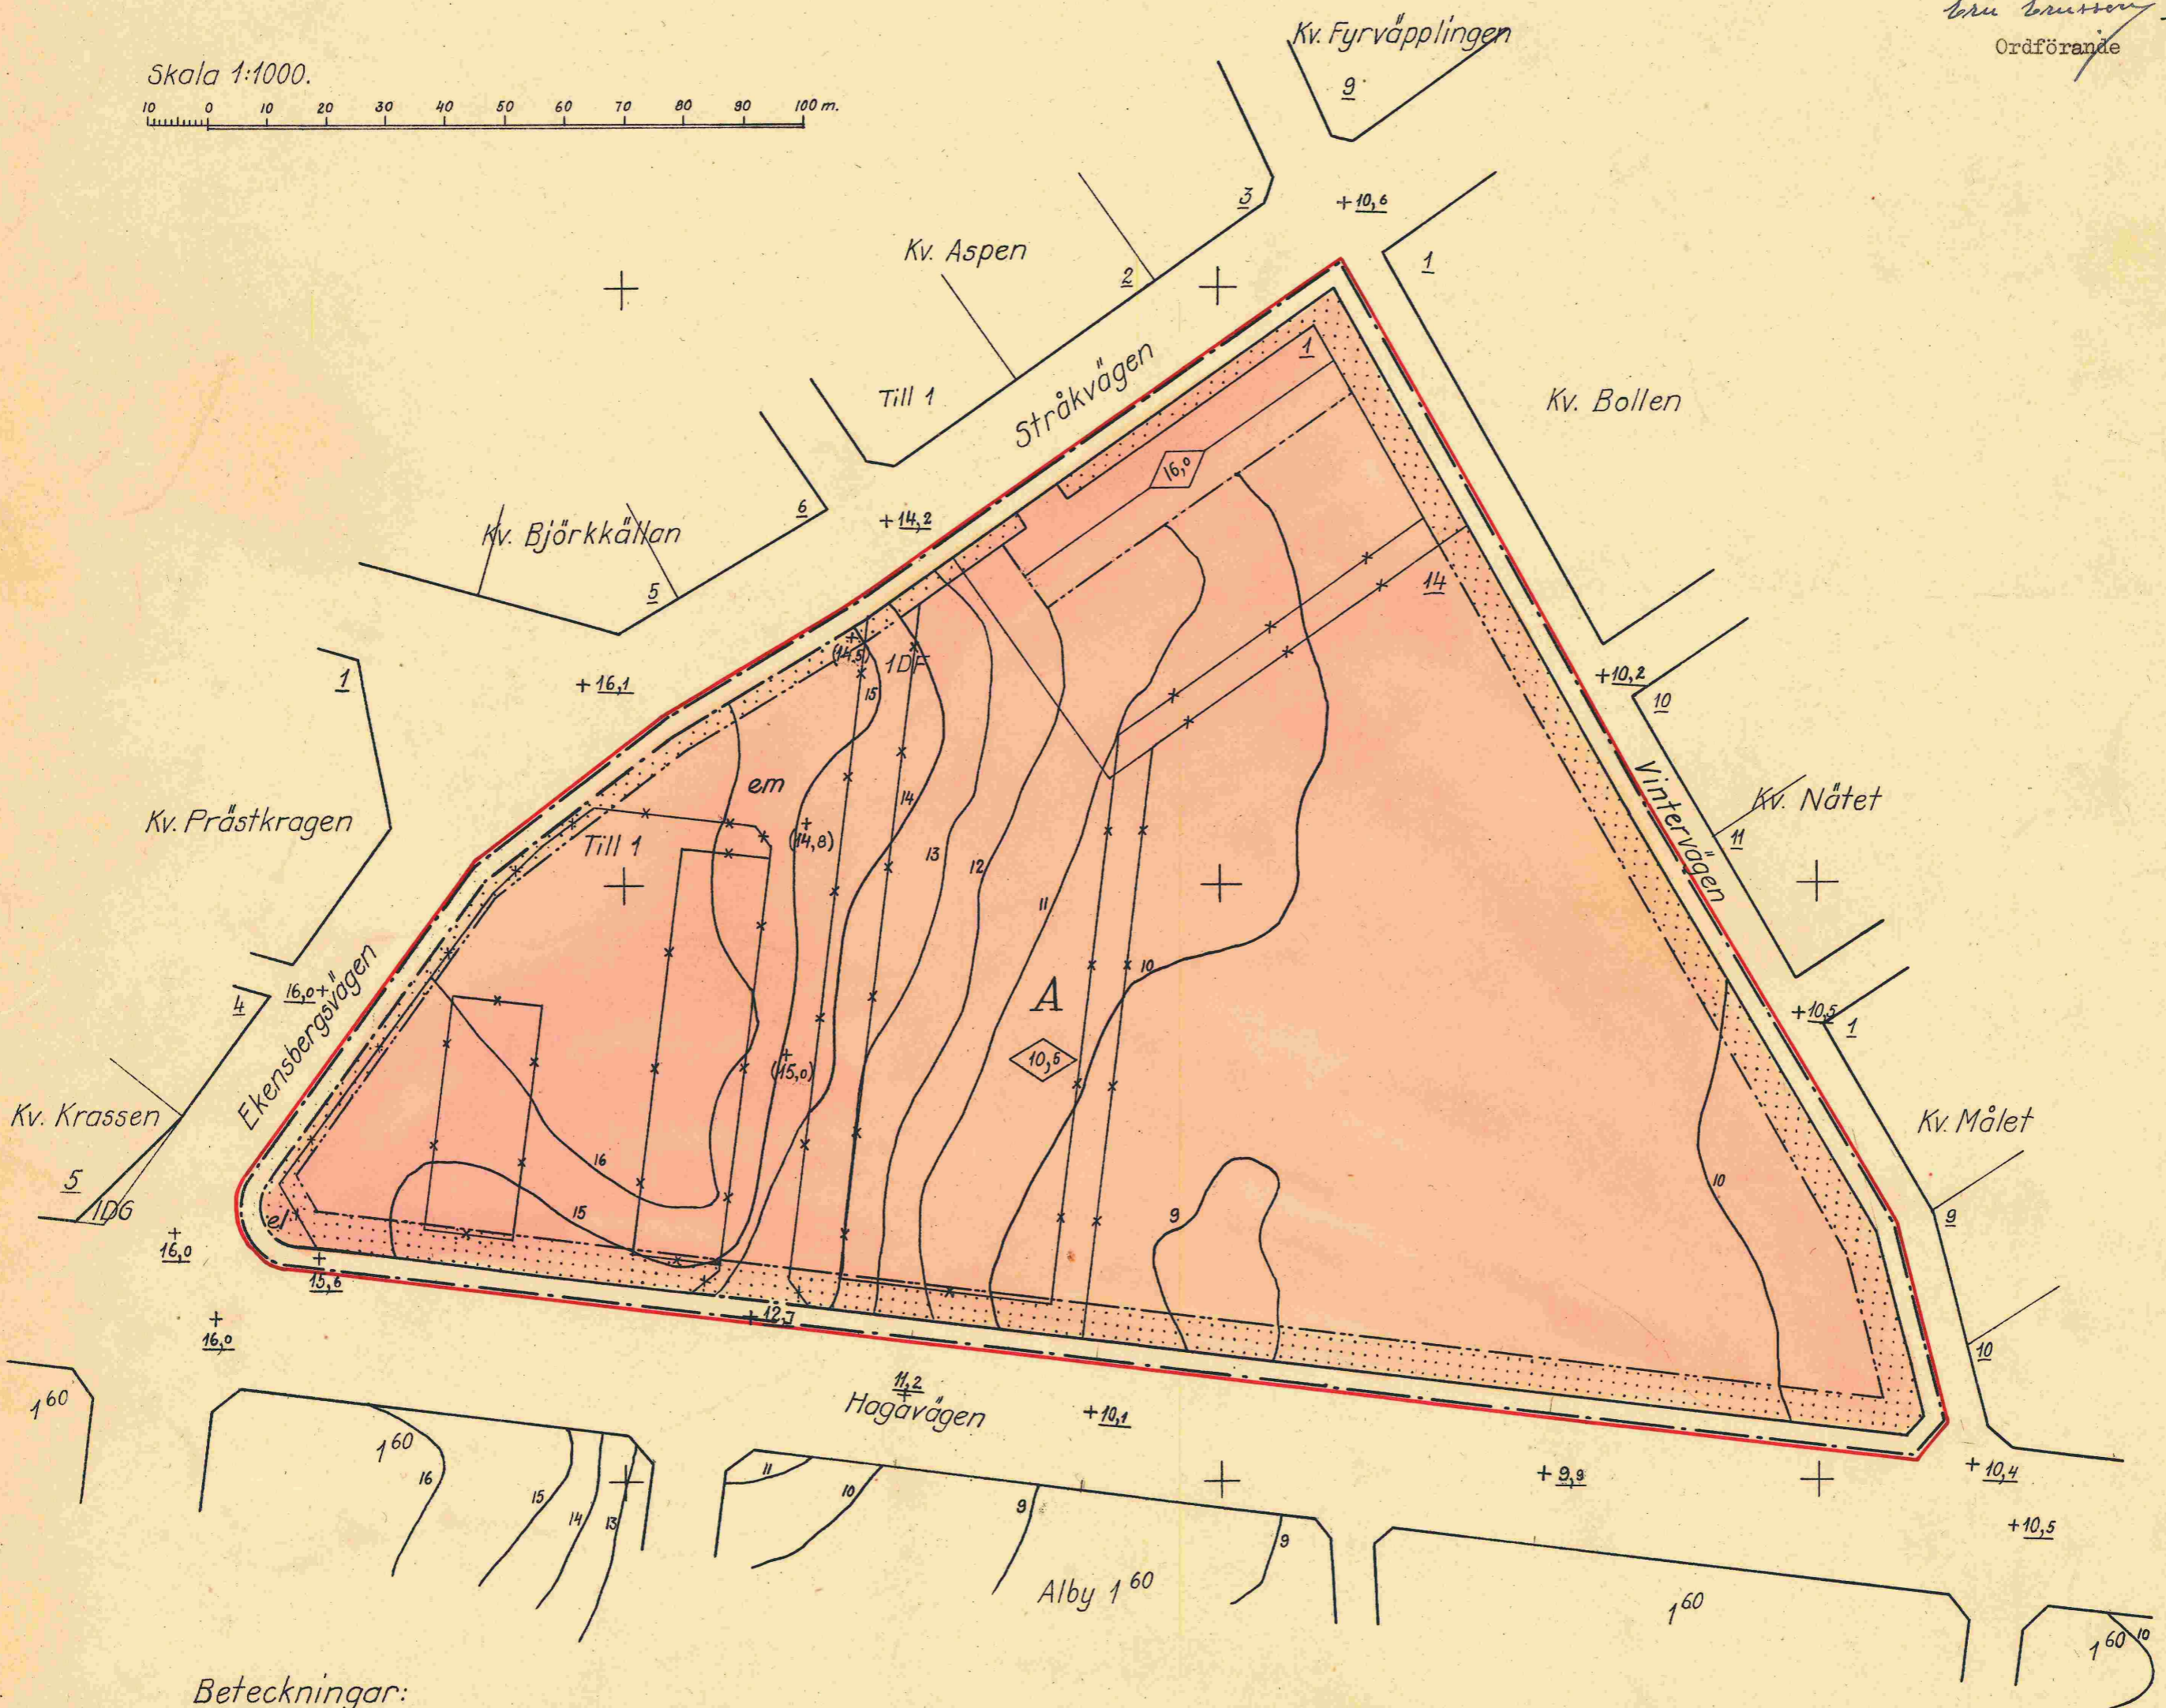 Ordförande
Skala 1:1000.
10 0 10 20 30 40 50 60 70 80 90 100 m.
Kv. Fyrväpplingen
9
3
+10,6
Kv. Aspen
2
1
1
Till 1
Stråkvägen
Kv. Bollen
16,0
6
+14,2
Kv. Björkkällan
5
14
(14,5)
1DF
15
1
+16,1
+10,2
10
em
14
Kv. Nätet
Vintervägen
Kv. Prästkragen
Till 1
(14,8)
13
12
11
11
10
4
16,0+
Ekensbergsvägen
A
+10,5
1
10,5
(15,0)
Kv. Krassen
Kv. Målet
5
1DG
16
15
10
9
9
el
+
16,0
+
15,6
+12,7
+
16,0
10
11,2
Hagavägen
+10,1
1 60
1 60
16
15
14
13
11
10
9
9
+9,9
+10,4
+10,5
Alby 1 60
1 60
1 60
10
Beteckningar: